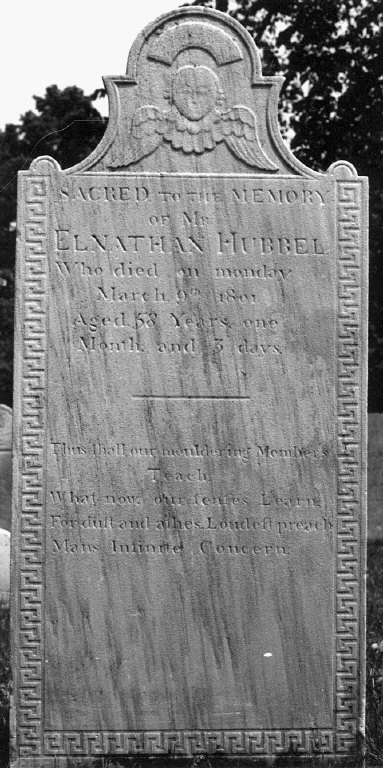 SACRED TO THE MEMORY
OF Mr
ELNATHAN HUBBEL
Who died on monday
March 9th 1801
Aged 58 Years one
Month and 3 days
Thus ſhall our mouldering Members
Teach
What now our ſenſes Learn
For duſt and aſhes Loudeſt preach
Mans Infinite Concern.